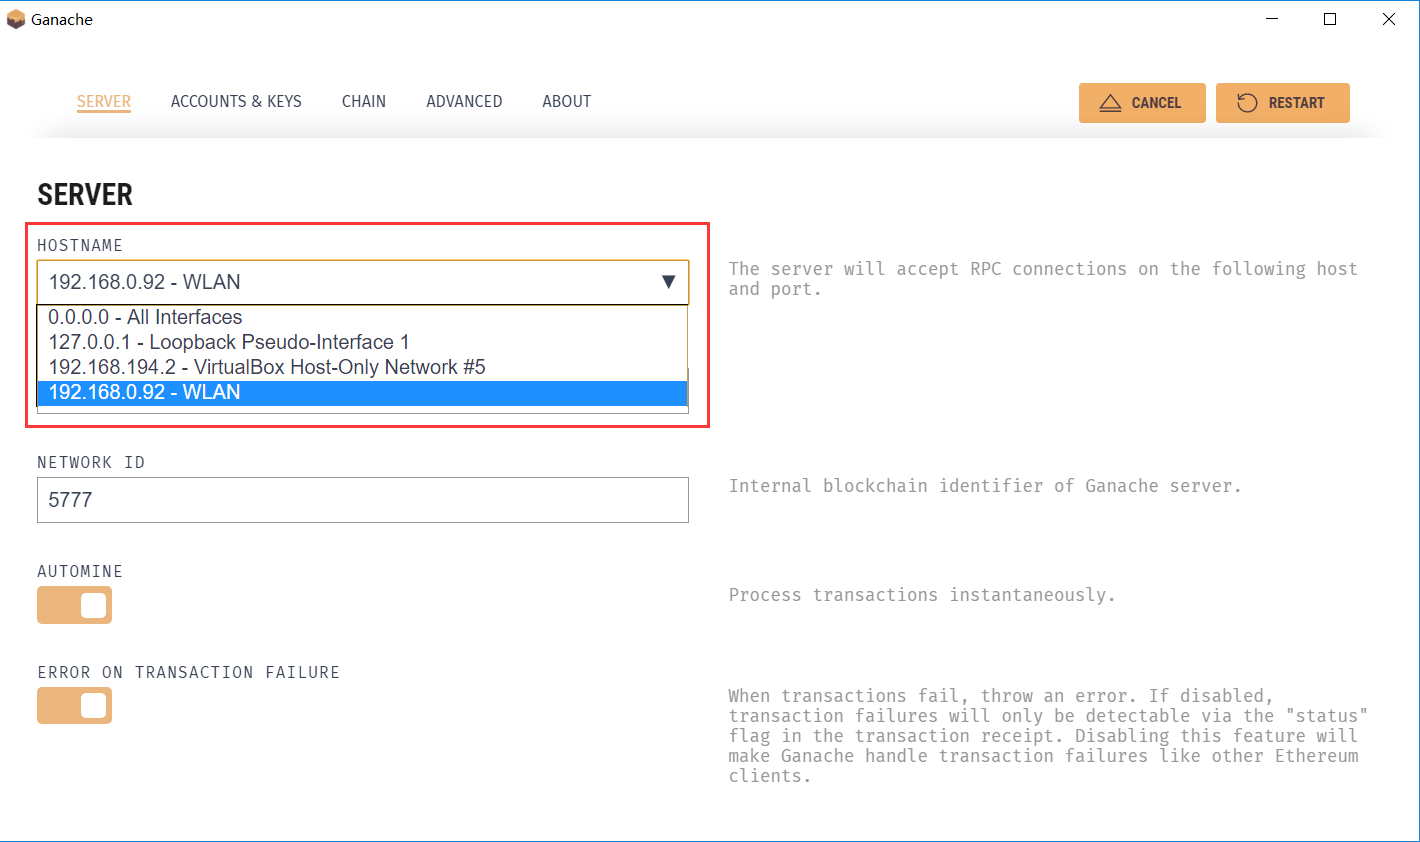 Ganache
SERVER ACCOUNTS & KEYS CHAIN ADVANCED ABOUT CANCEL RESTART
SERVER
HOSTNAME
192.168.0.92 - WLAN
0.0.0.0 - All Interfaces
127.0.0.1 - Loopback Pseudo-Interface 1
192.168.194.2 - VirtualBox Host-Only Network #5
192.168.0.92 - WLAN
The server will accept RPC connections on the following host
and port.
NETWORK ID
5777
Internal blockchain identifier of Ganache server.
AUTOMINE
Process transactions instantaneously.
ERROR ON TRANSACTION FAILURE
When transactions fail, throw an error. If disabled,
transaction failures will only be detectable via the "status"
flag in the transaction receipt. Disabling this feature will
make Ganache handle transaction failures like other Ethereum
clients.